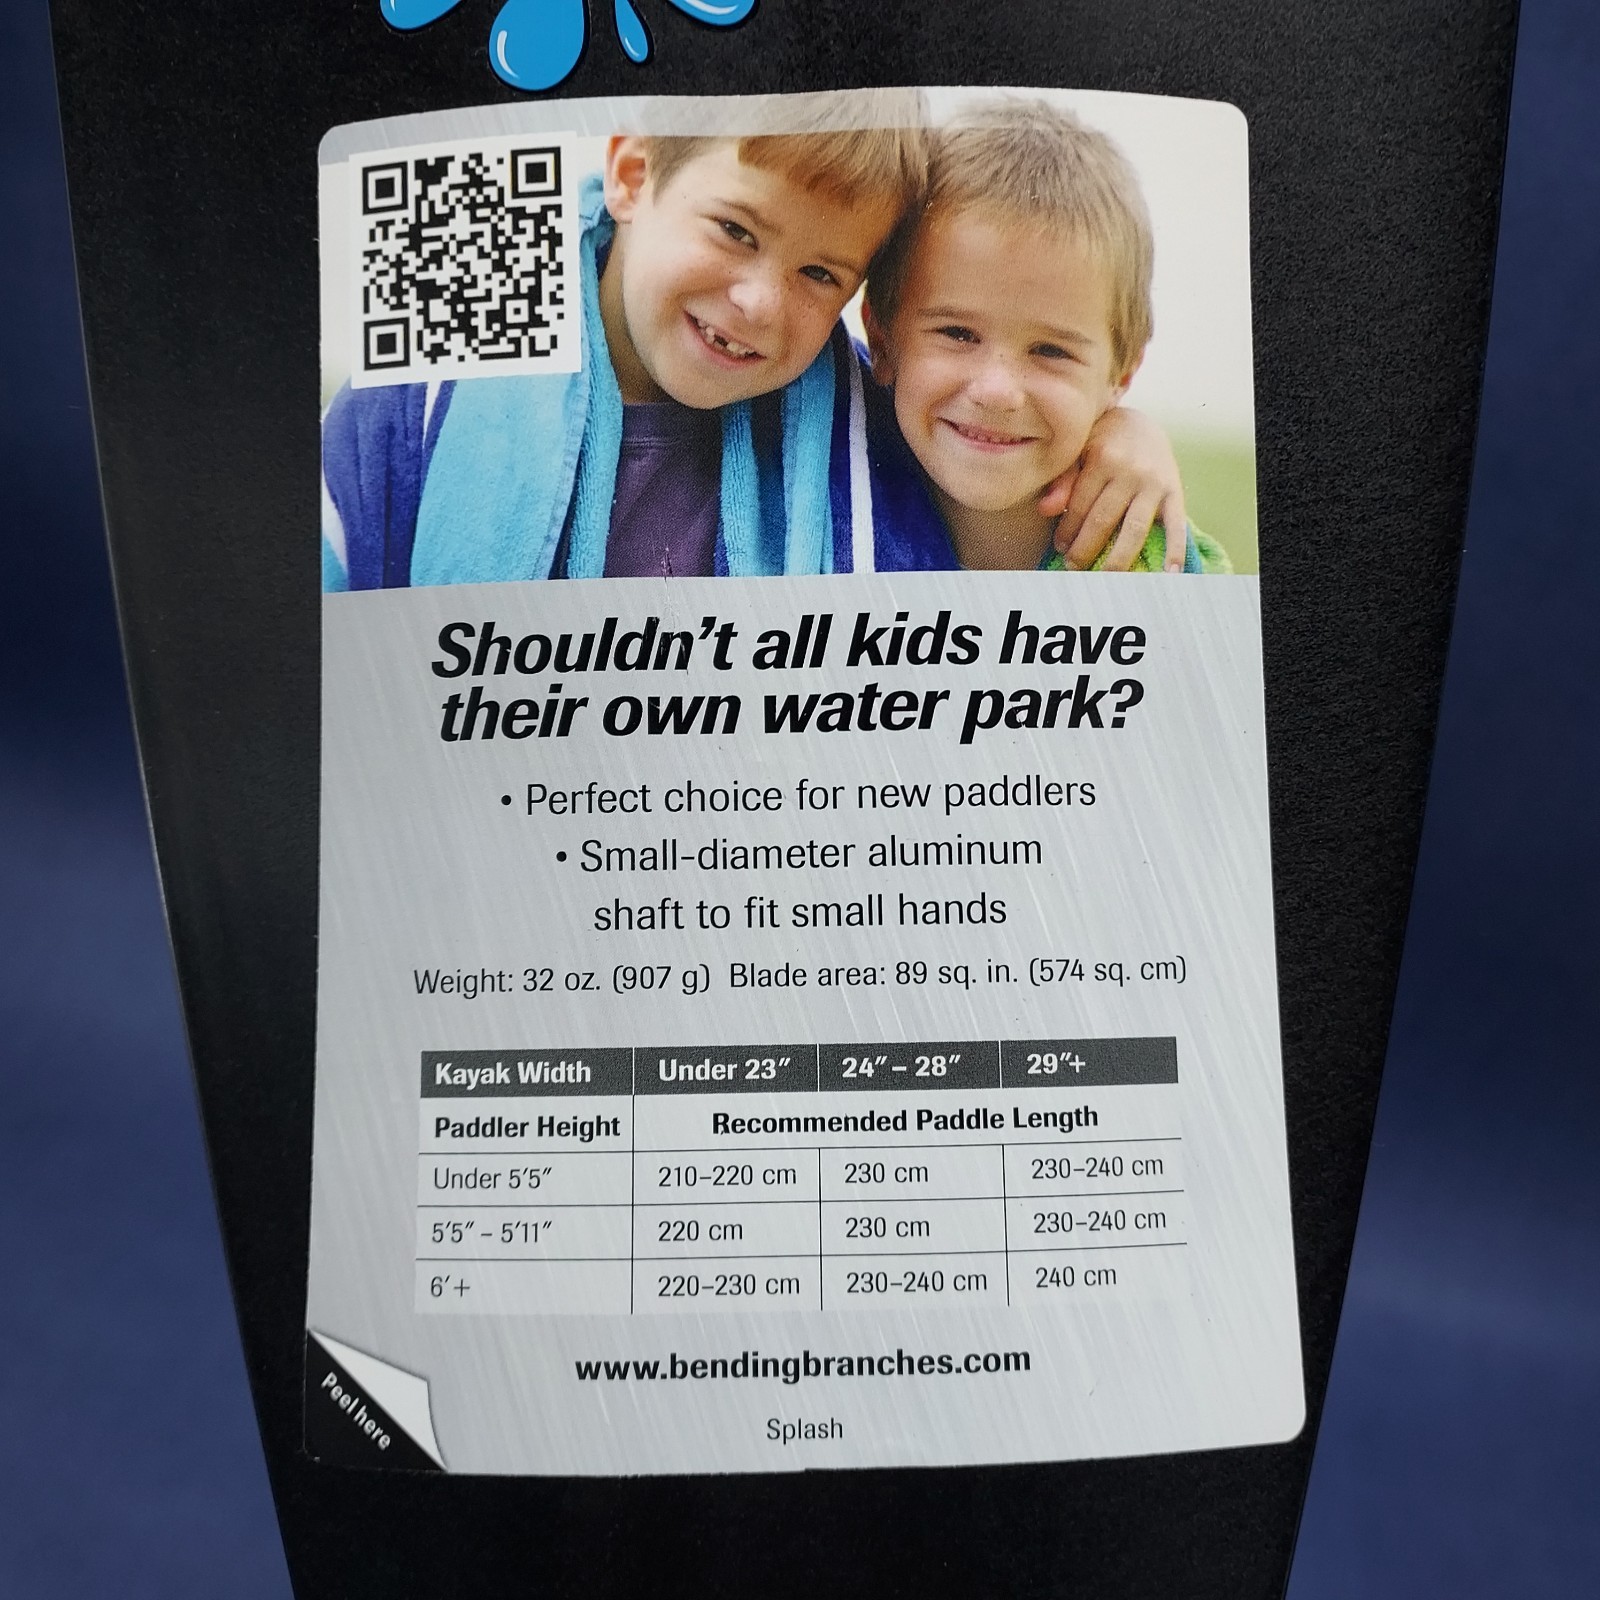 Shouldn't all kids have
their own water park?
• Perfect choice for new paddlers
• Small-diameter aluminum
shaft to fit small hands
Weight: 32 oz. (907 g) Blade area: 89 sq. in. (574 sq. cm)
Kayak Width Under 23″ 24″ – 28″ 29″+
Paddler Height Recommended Paddle Length
Under 5′5″ 210–220 cm 230 cm 230–240 cm
5′5″ – 5′11″ 220 cm 230 cm 230–240 cm
6′+ 220–230 cm 230–240 cm 240 cm
www.bendingbranches.com
Peel here
Splash